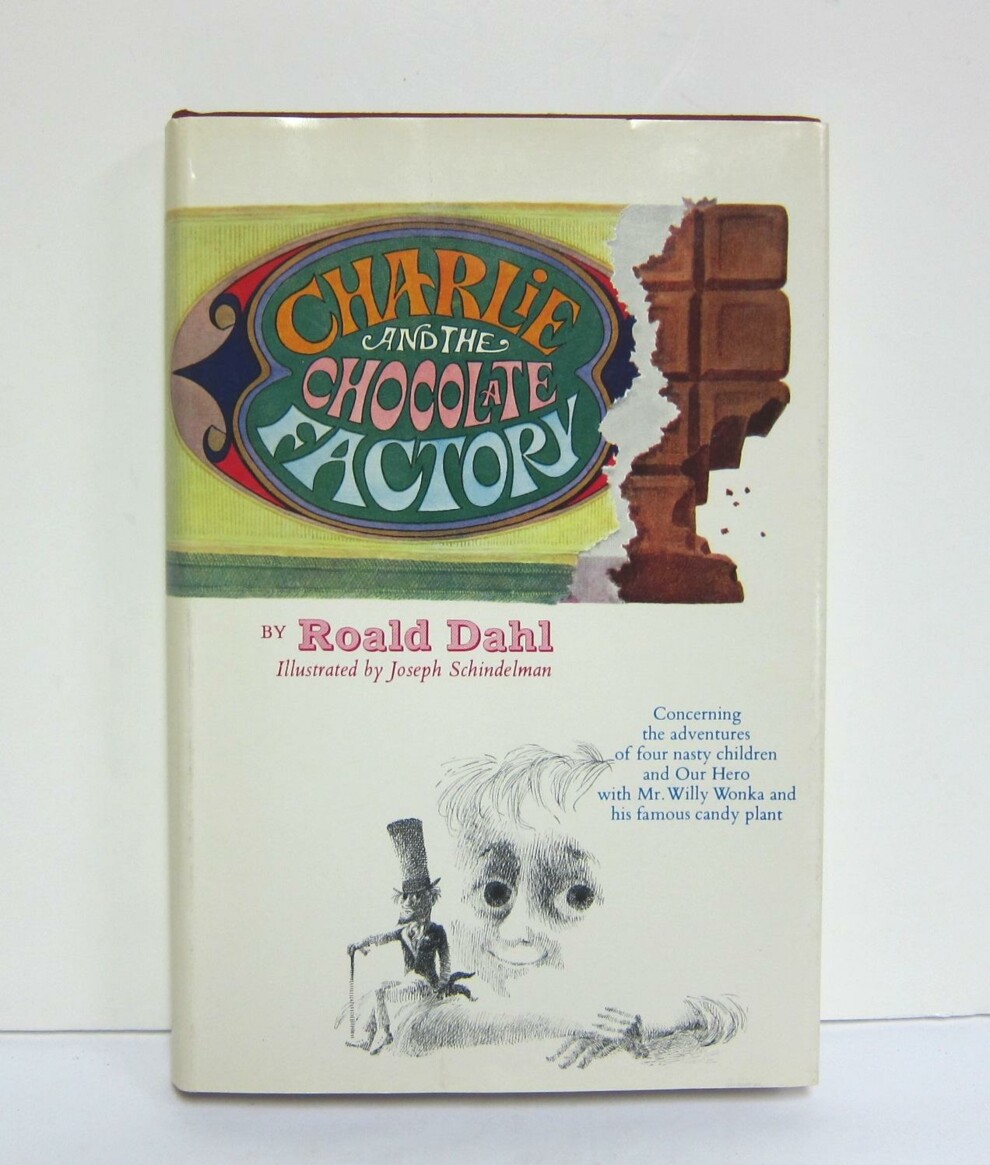 CHARLiE
AND THE
CHOCOLATE
FACTORY
BY Roald Dahl
Illustrated by Joseph Schindelman
Concerning
the adventures
of four nasty children
and Our Hero
with Mr. Willy Wonka and
his famous candy plant